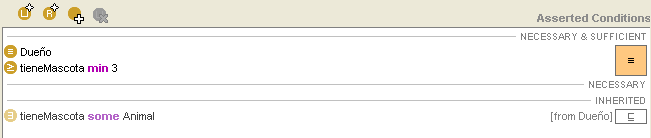 Asserted Conditions
NECESSARY & SUFFICIENT
≡ Dueño
≥ tieneMascota min 3
≡
NECESSARY
INHERITED
∃ tieneMascota some Animal [from Dueño] ⊑